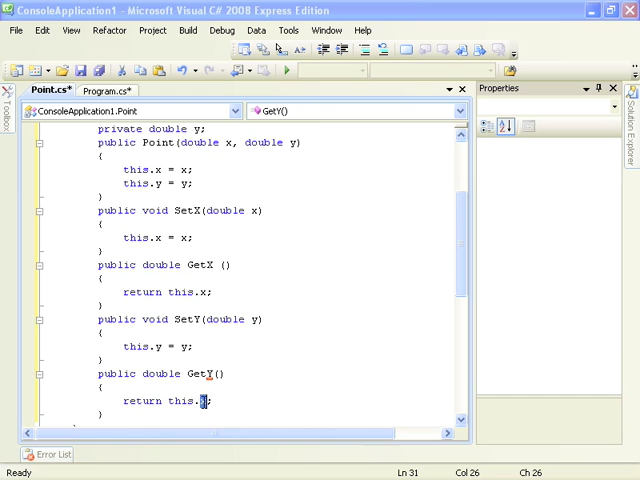 ConsoleApplication1 - Microsoft Visual C# 2008 Express Edition
File Edit View Refactor Project Build Debug Data Tools Window Help
Point.cs* Program.cs*
ConsoleApplication1.Point GetY()
private double y;
public Point(double x, double y)
{
this.x = x;
this.y = y;
}
public void SetX(double x)
{
this.x = x;
}
public double GetX ()
{
return this.x;
}
public void SetY(double y)
{
this.y = y;
}
public double GetY()
{
return this.x;
}
Toolbox
Properties
Solution Explorer
Error List
Ready Ln 31 Col 26 Ch 26